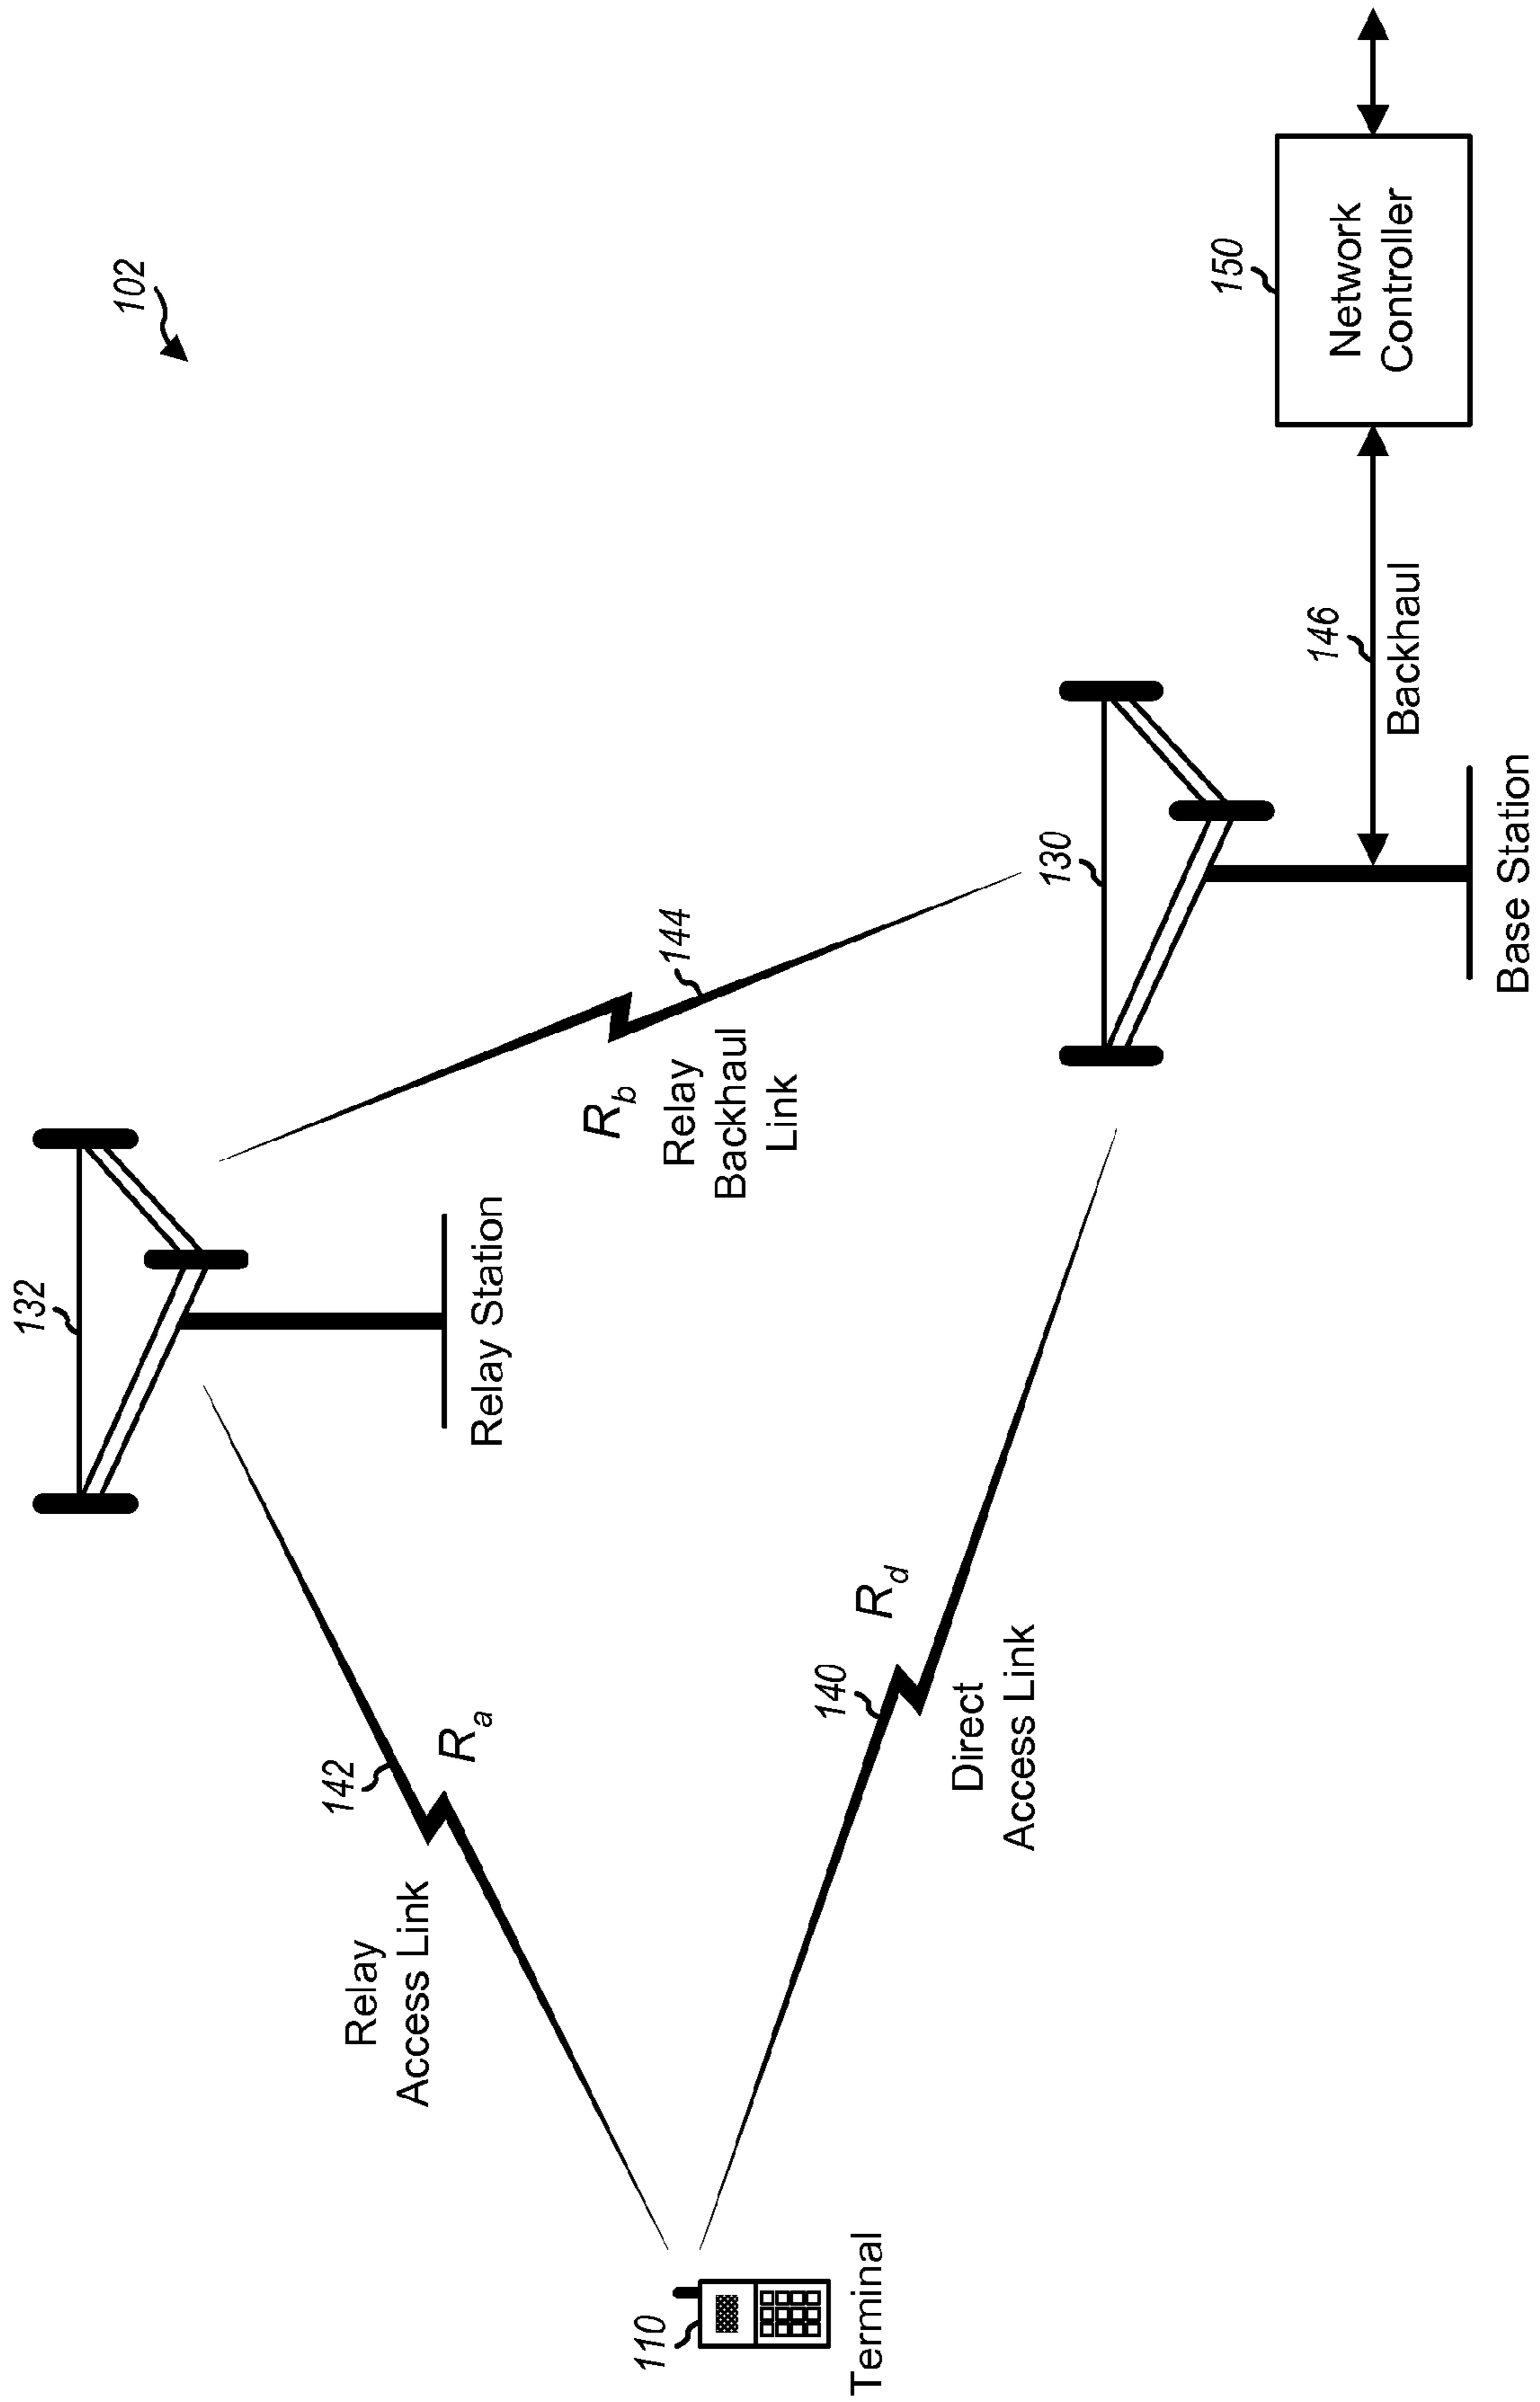 102
132
Relay Station
142
R_a
Relay
Access Link
R_b
144
Relay
Backhaul
Link
110
Terminal
140
R_d
Direct
Access Link
130
Base Station
146
Backhaul
150
Network
Controller